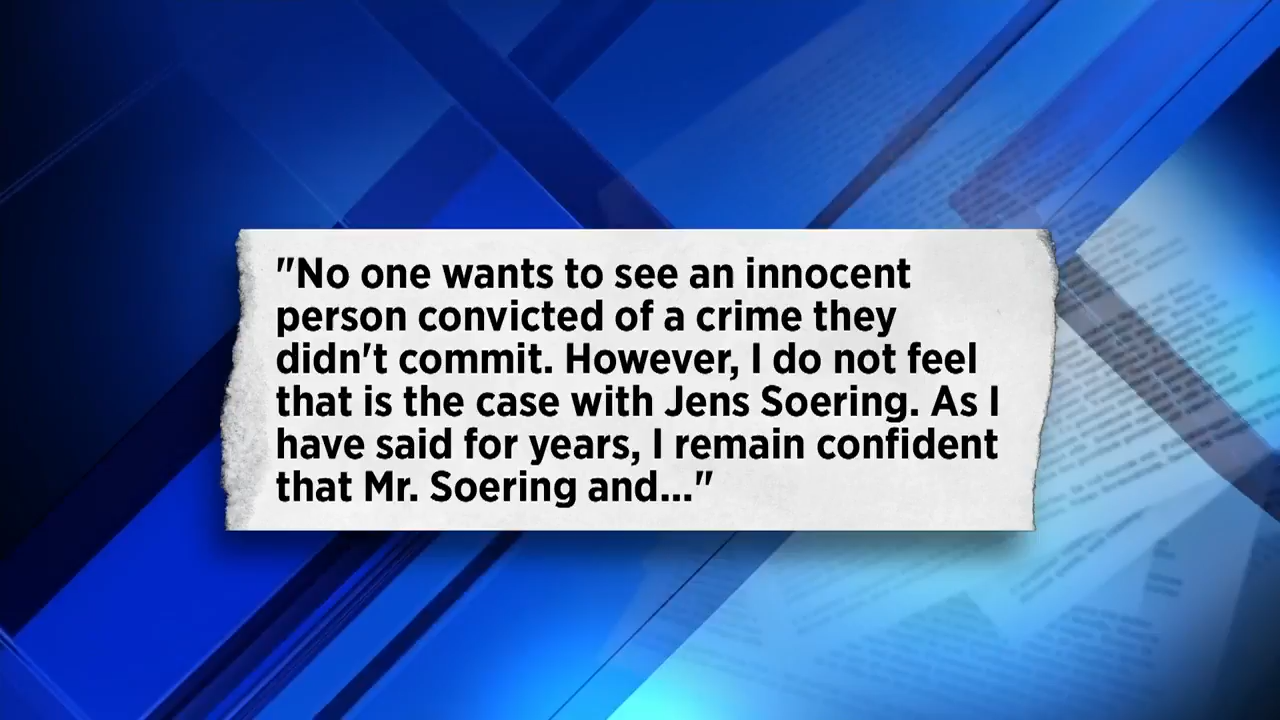 "No one wants to see an innocent
person convicted of a crime they
didn't commit. However, I do not feel
that is the case with Jens Soering. As I
have said for years, I remain confident
that Mr. Soering and..."